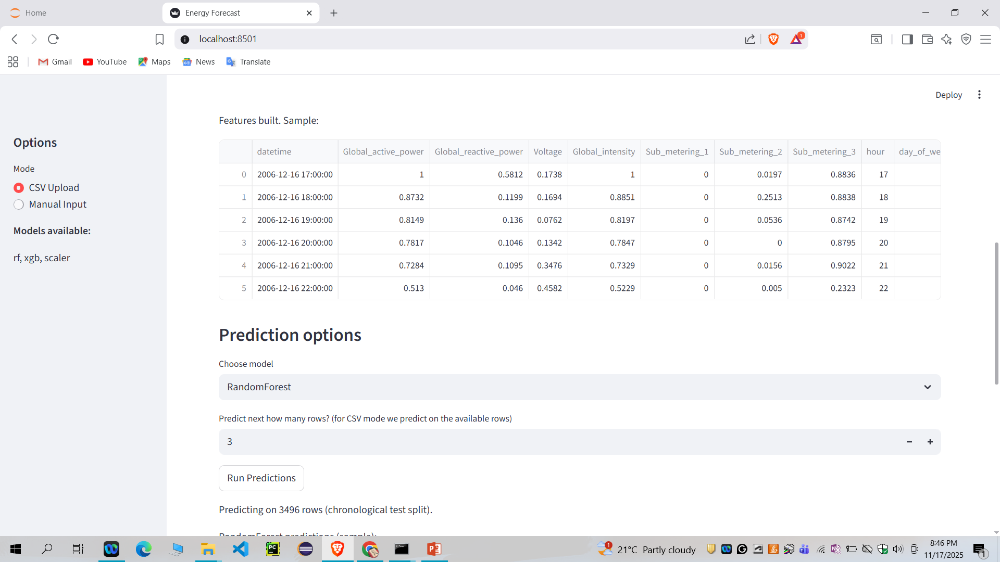 Home
Energy Forecast
localhost:8501
1
Gmail
YouTube
Maps
News
Translate
Deploy
Options
Mode
CSV Upload
Manual Input
Models available:
rf, xgb, scaler
Features built. Sample:
datetime Global_active_power Global_reactive_power Voltage Global_intensity Sub_metering_1 Sub_metering_2 Sub_metering_3 hour day_of_we
0 2006-12-16 17:00:00 1 0.5812 0.1738 1 0 0.0197 0.8836 17
1 2006-12-16 18:00:00 0.8732 0.1199 0.1694 0.8851 0 0.2513 0.8838 18
2 2006-12-16 19:00:00 0.8149 0.136 0.0762 0.8197 0 0.0536 0.8742 19
3 2006-12-16 20:00:00 0.7817 0.1046 0.1342 0.7847 0 0 0.8795 20
4 2006-12-16 21:00:00 0.7284 0.1095 0.3476 0.7329 0 0.0156 0.9022 21
5 2006-12-16 22:00:00 0.513 0.046 0.4582 0.5229 0 0.005 0.2323 22
Prediction options
Choose model
RandomForest
Predict next how many rows? (for CSV mode we predict on the available rows)
3
Run Predictions
Predicting on 3496 rows (chronological test split).
RandomForest predictions (sample):
1
21°C Partly cloudy
8:46 PM
11/17/2025
1